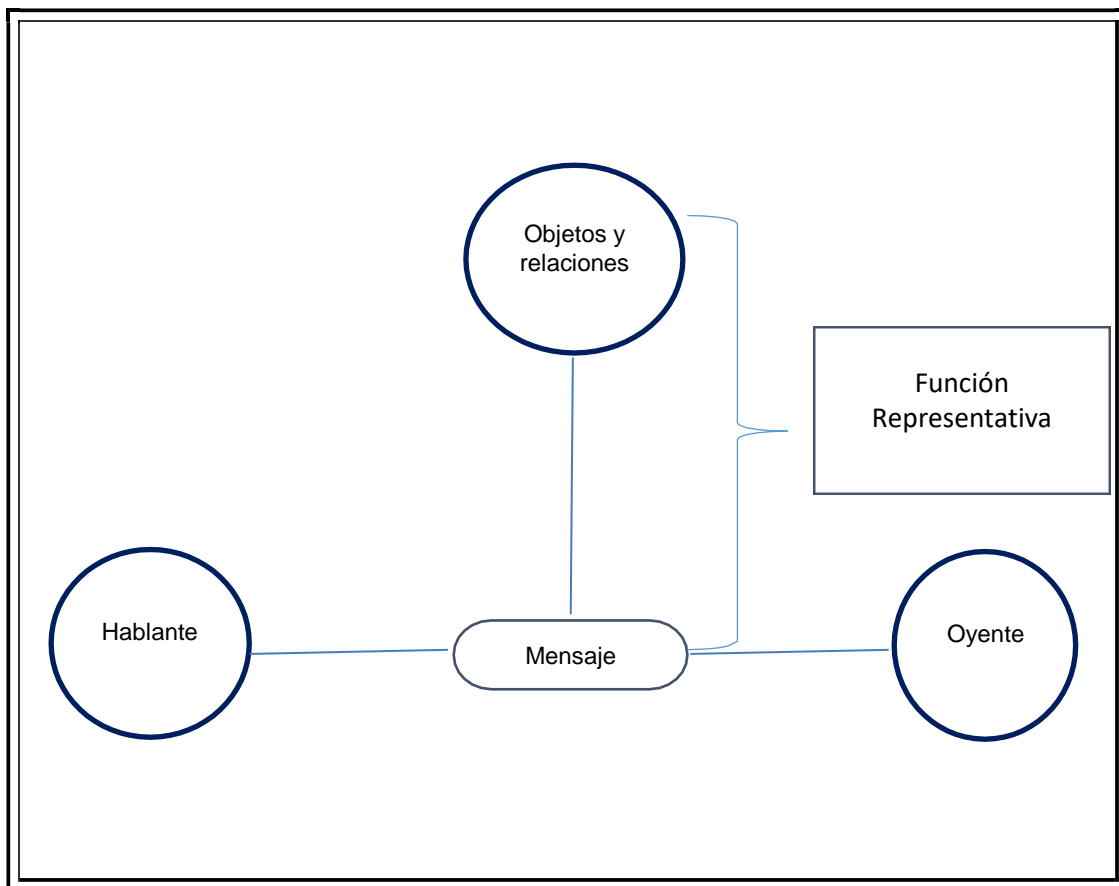 Objetos y
relaciones
Función
Representativa
Hablante
Mensaje
Oyente